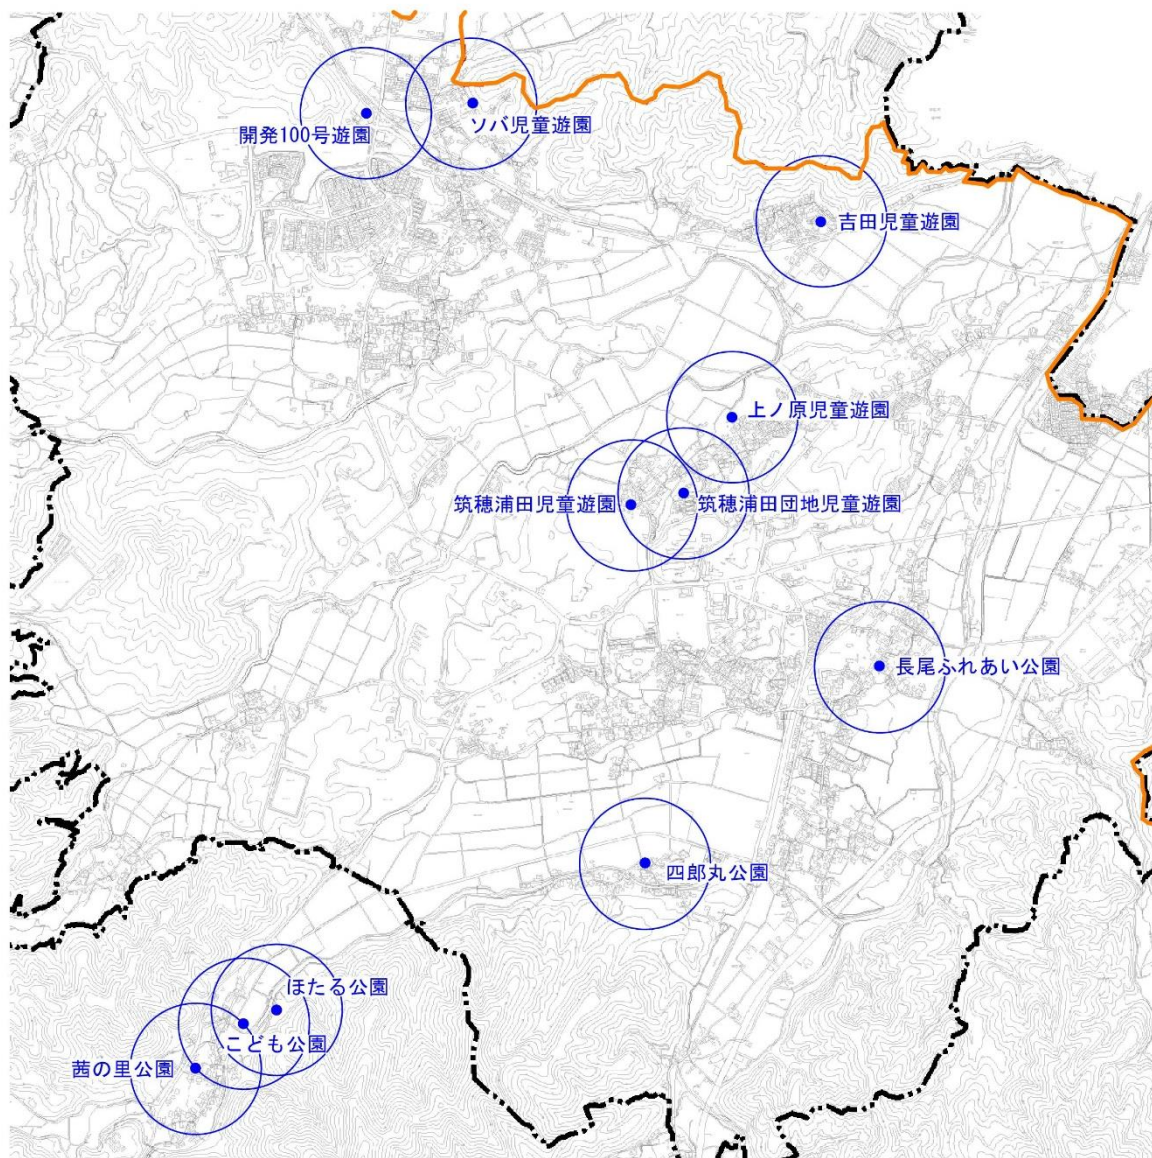 開発100号遊園
ソバ児童遊園
吉田児童遊園
上ノ原児童遊園
筑穂浦田児童遊園
筑穂浦田団地児童遊園
長尾ふれあい公園
四郎丸公園
ほたる公園
こども公園
茜の里公園